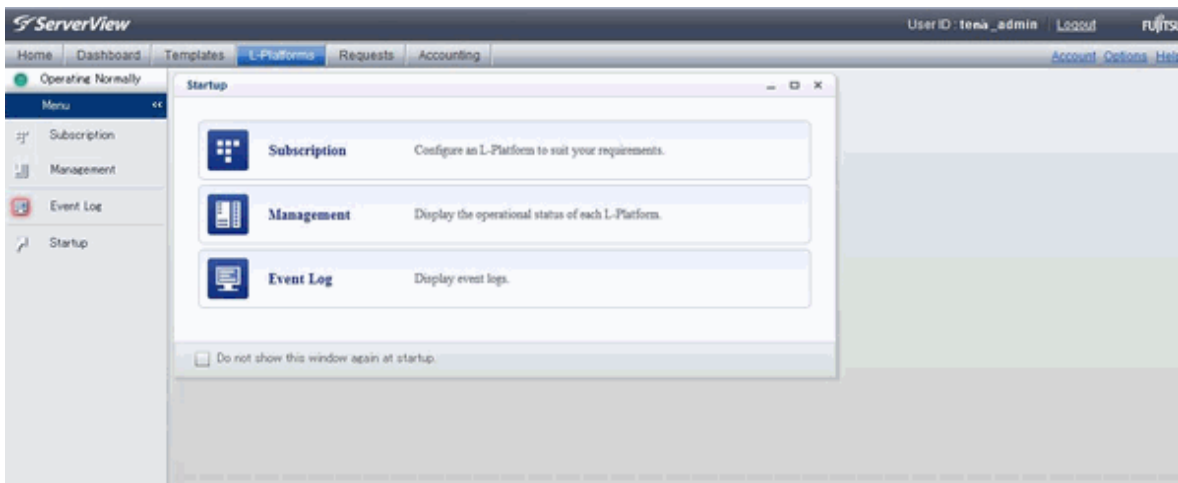 ServerView
User ID : tena_admin Logout
Home Dashboard Templates L-Platforms Requests Accounting
Account Options
Operating Normally
Menu <<
Subscription
Management
Event Log
Startup
Startup
Subscription Configure an L-Platform to suit your requirements.
Management Display the operational status of each L-Platform.
Event Log Display event logs.
Do not show this window again at startup.